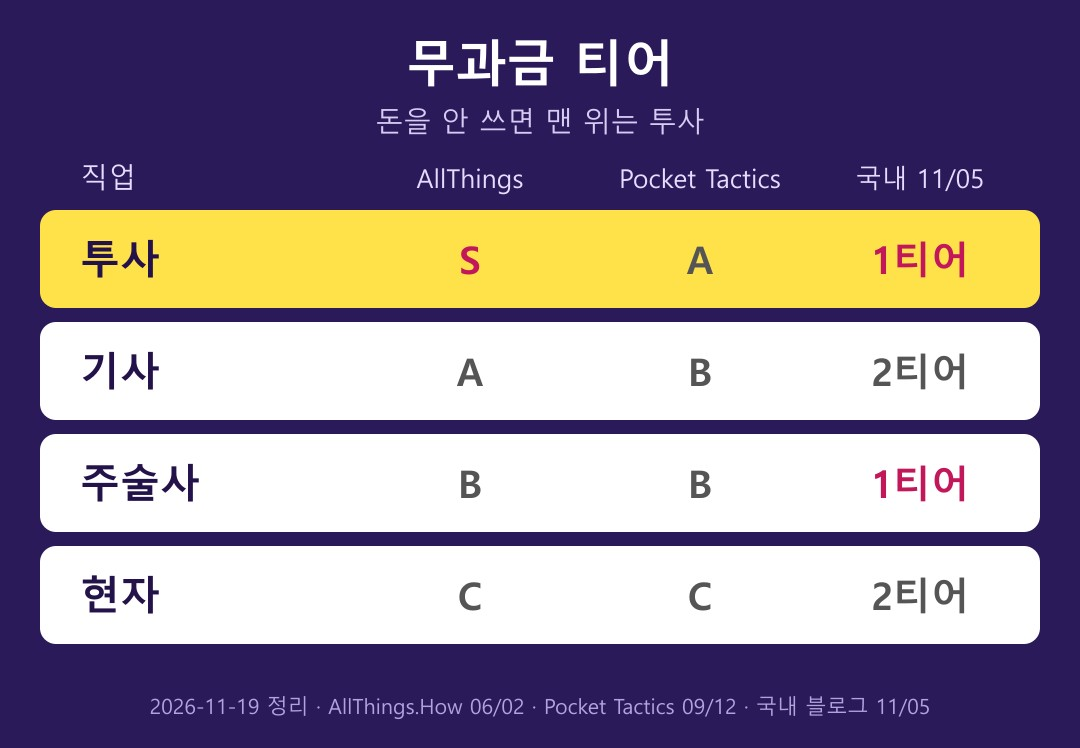 무과금 티어
돈을 안 쓰면 맨 위는 투사
직업 AllThings Pocket Tactics 국내 11/05
투사 S A 1티어
기사 A B 2티어
주술사 B B 1티어
현자 C C 2티어
2026-11-19 정리 · AllThings.How 06/02 · Pocket Tactics 09/12 · 국내 블로그 11/05